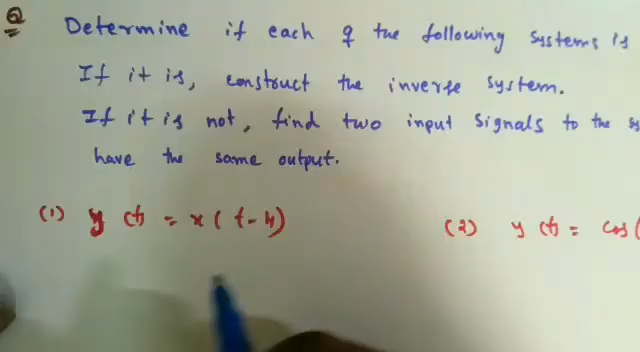 Q Determine if each of the following systems is
If it is, construct the inverse system.
If it is not, find two input signals to the sy
have the same output.
(1) y(t) = x(t-4) (2) y(t) = cos(